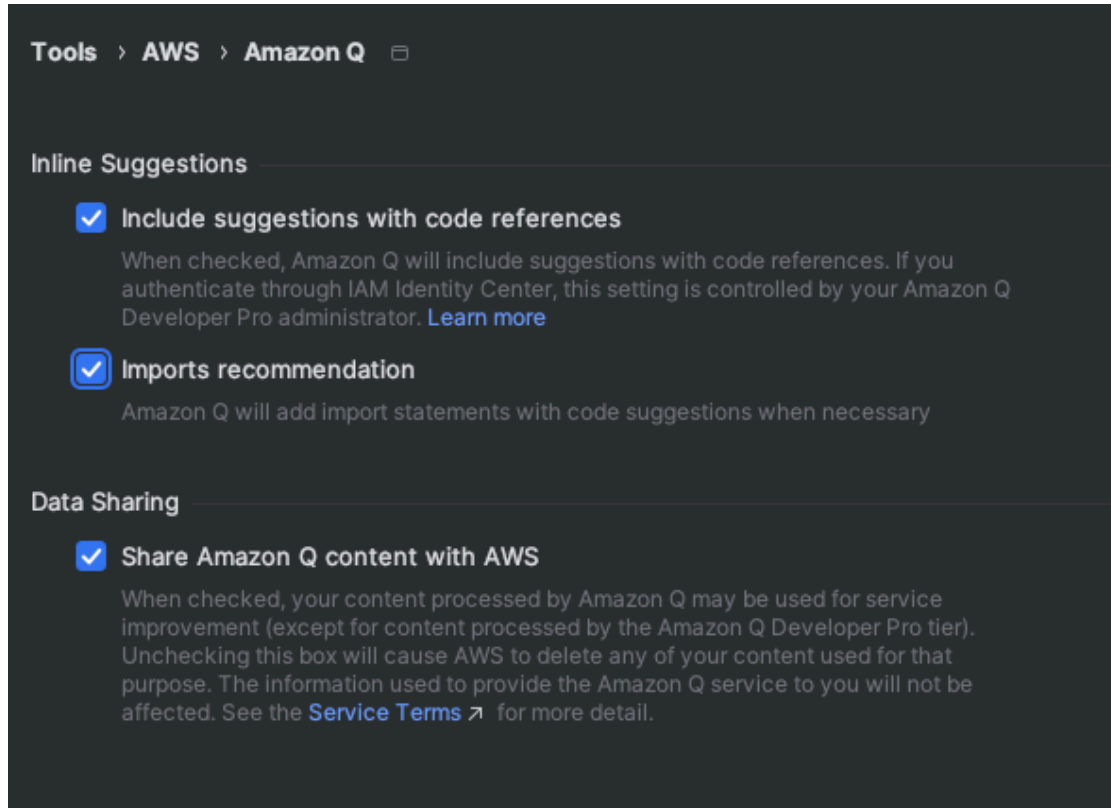 Tools › AWS › Amazon Q
Inline Suggestions
Include suggestions with code references
When checked, Amazon Q will include suggestions with code references. If you
authenticate through IAM Identity Center, this setting is controlled by your Amazon Q
Developer Pro administrator. Learn more
Imports recommendation
Amazon Q will add import statements with code suggestions when necessary
Data Sharing
Share Amazon Q content with AWS
When checked, your content processed by Amazon Q may be used for service
improvement (except for content processed by the Amazon Q Developer Pro tier).
Unchecking this box will cause AWS to delete any of your content used for that
purpose. The information used to provide the Amazon Q service to you will not be
affected. See the Service Terms ↗ for more detail.